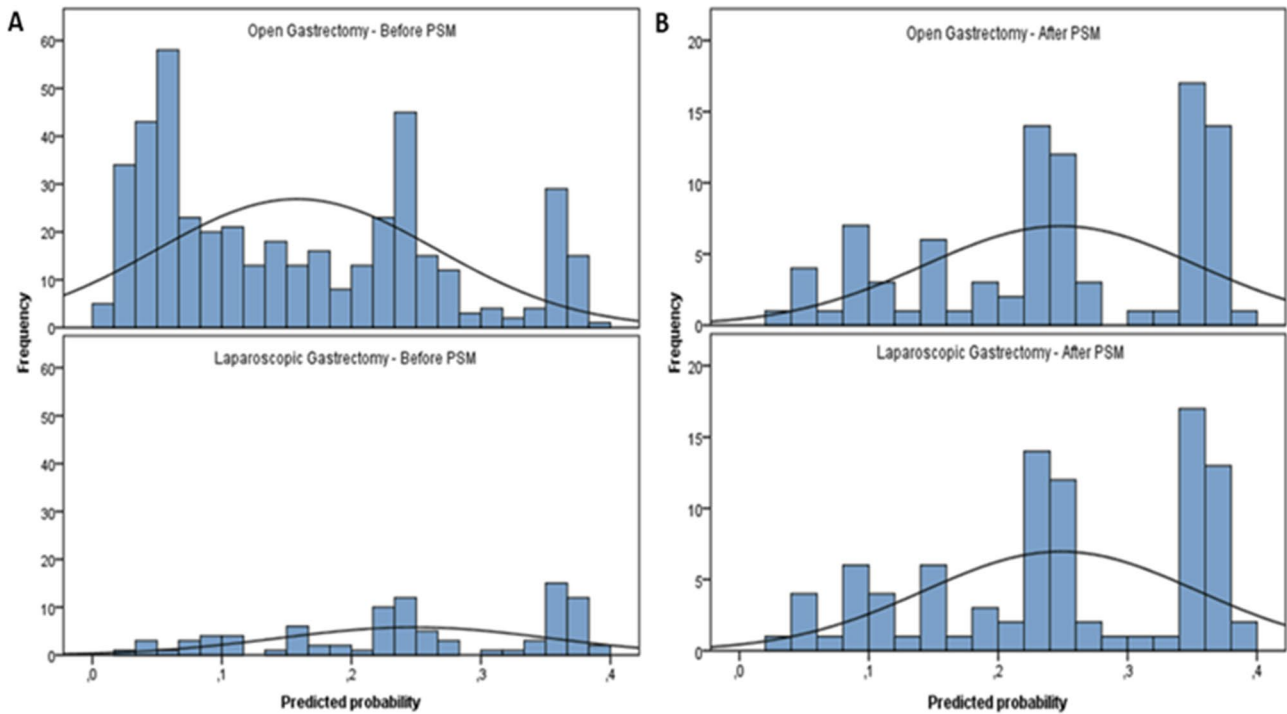 A
Open Gastrectomy - Before PSM
60
50
40
30
20
10
0
Frequency
Laparoscopic Gastrectomy - Before PSM
60
50
40
30
20
10
0
,0 ,1 ,2 ,3 ,4
Predicted probability
B
Open Gastrectomy - After PSM
20
15
10
5
0
Frequency
Laparoscopic Gastrectomy - After PSM
20
15
10
5
0
,0 ,1 ,2 ,3 ,4
Predicted probability